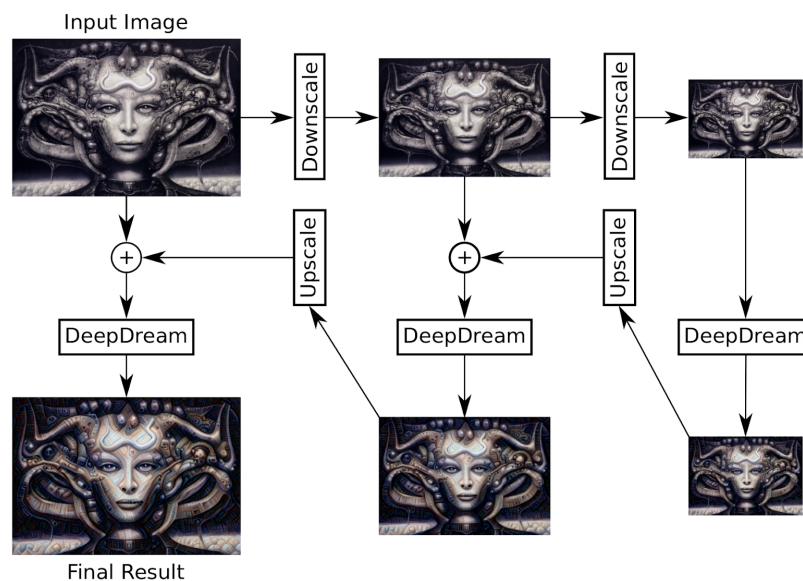 Input Image
Downscale
Downscale
+
Upscale
+
Upscale
DeepDream
DeepDream
DeepDream
Final Result